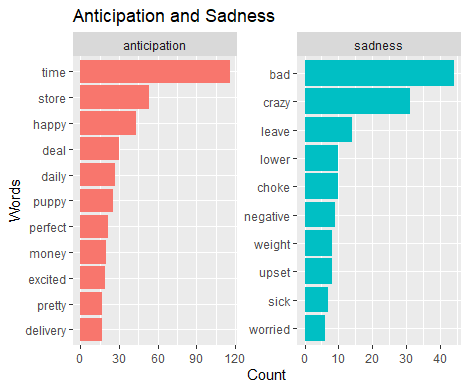 Anticipation and Sadness
anticipation
time
store
happy
deal
daily
puppy
perfect
money
excited
pretty
delivery
0 30 60 90 120
sadness
bad
crazy
leave
lower
choke
negative
weight
upset
sick
worried
0 10 20 30 40
Words
Count